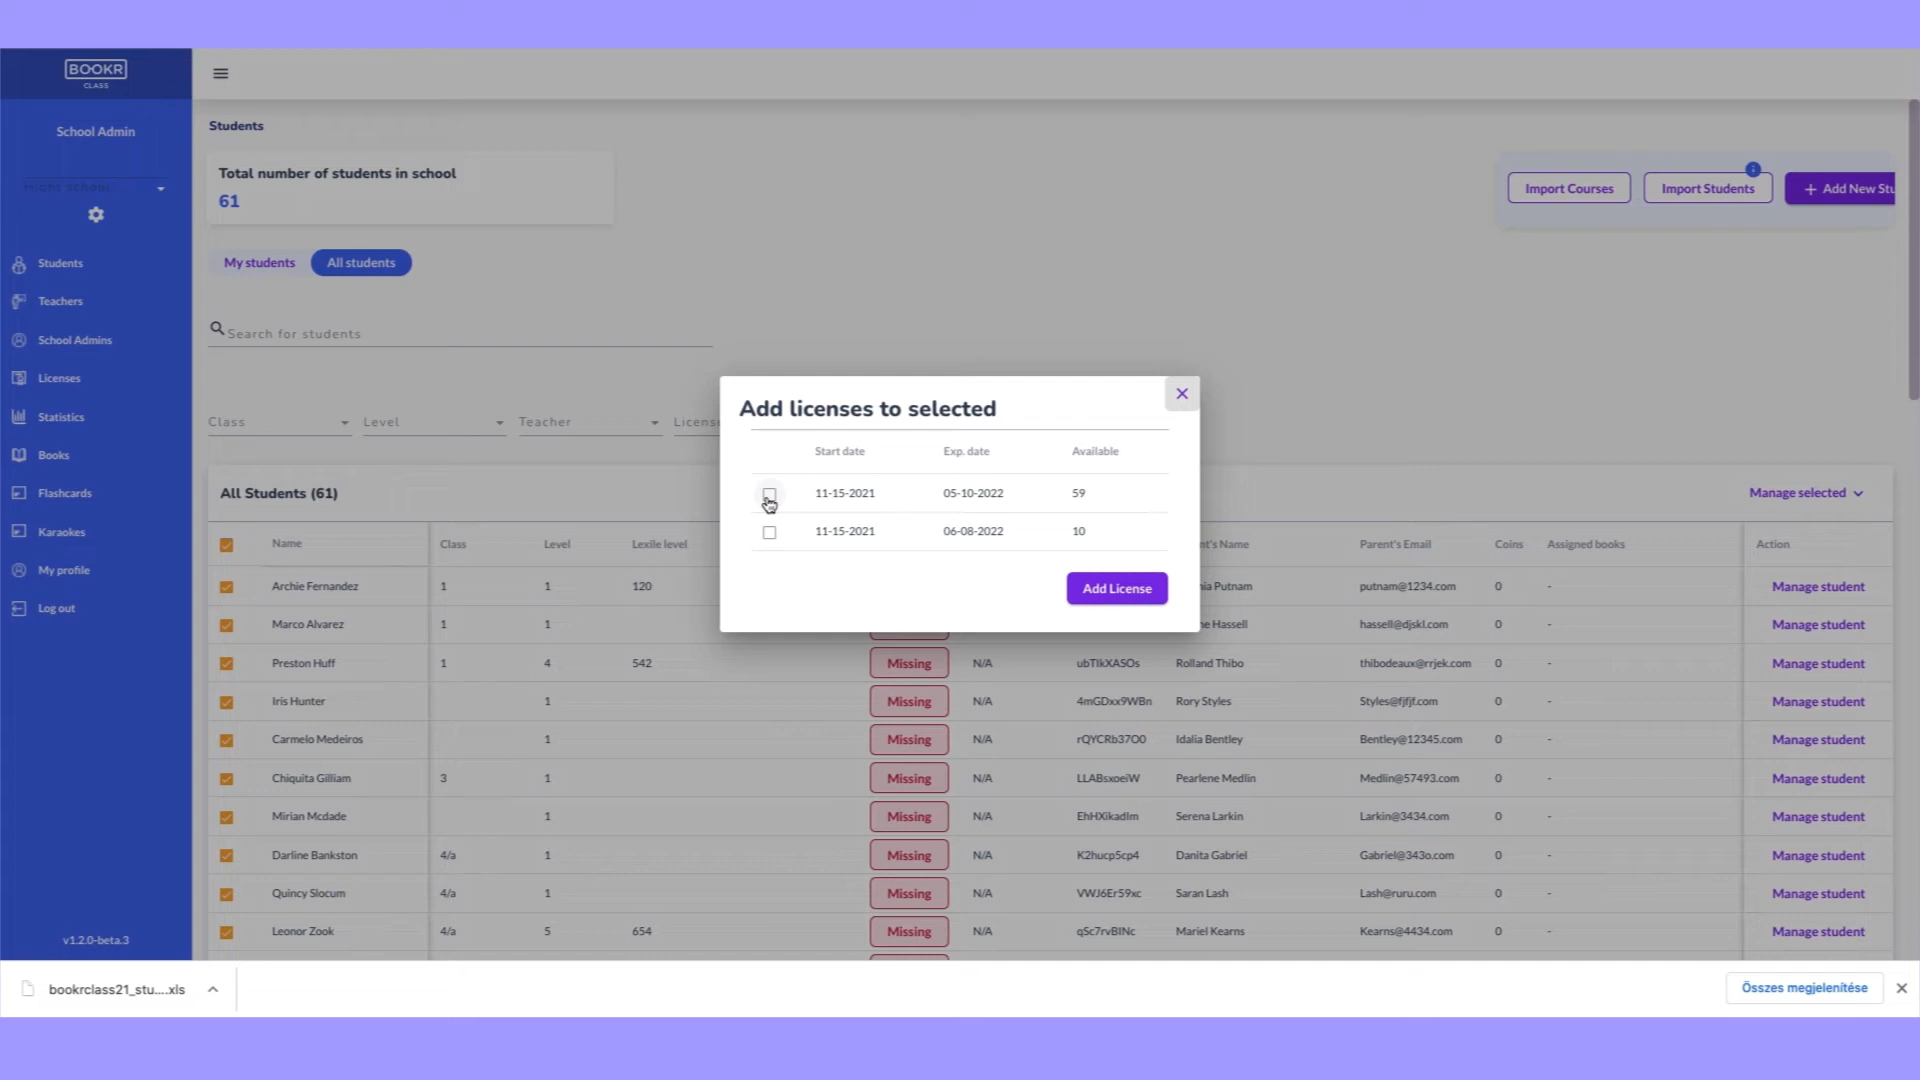 BOOKR
CLASS
School Admin
Students
Teachers
School Admins
Licenses
Statistics
Books
Flashcards
Karaokes
My profile
Log out
v1.2.0-beta.3
Students
Total number of students in school
61
Import Courses
Import Students
i
+ Add New Stu
My students
All students
Search for students
Class
Level
Teacher
License
Add licenses to selected
Start date Exp. date Available
11-15-2021 05-10-2022 59
11-15-2021 06-08-2022 10
Add License
All Students (61)
Manage selected
Name Class Level Lexile level nt's Name Parent's Email Coins Assigned books Action
Archie Fernandez 1 1 120 ia Putnam putnam@1234.com 0 - Manage student
Marco Alvarez 1 1 ne Hassell hassell@djskl.com 0 - Manage student
Preston Huff 1 4 542 Missing N/A ubTlkXASOs Rolland Thibo thibodeaux@rrjek.com 0 - Manage student
Iris Hunter 1 Missing N/A 4mGDxx9WBn Rory Styles Styles@fjfjf.com 0 - Manage student
Carmelo Medeiros 1 Missing N/A rQYCRb37O0 Idalia Bentley Bentley@12345.com 0 - Manage student
Chiquita Gilliam 3 1 Missing N/A LLABsxoeiW Pearlene Medlin Medlin@57493.com 0 - Manage student
Mirian Mcdade 1 Missing N/A EhHXikadIm Serena Larkin Larkin@3434.com 0 - Manage student
Darline Bankston 4/a 1 Missing N/A K2hucp5cp4 Danita Gabriel Gabriel@343o.com 0 - Manage student
Quincy Slocum 4/a 1 Missing N/A VWJ6Er59xc Saran Lash Lash@ruru.com 0 - Manage student
Leonor Zook 4/a 5 654 Missing N/A qSc7rvBINc Mariel Kearns Kearns@4434.com 0 - Manage student
bookrclass21_stu....xls
Összes megjelenítése